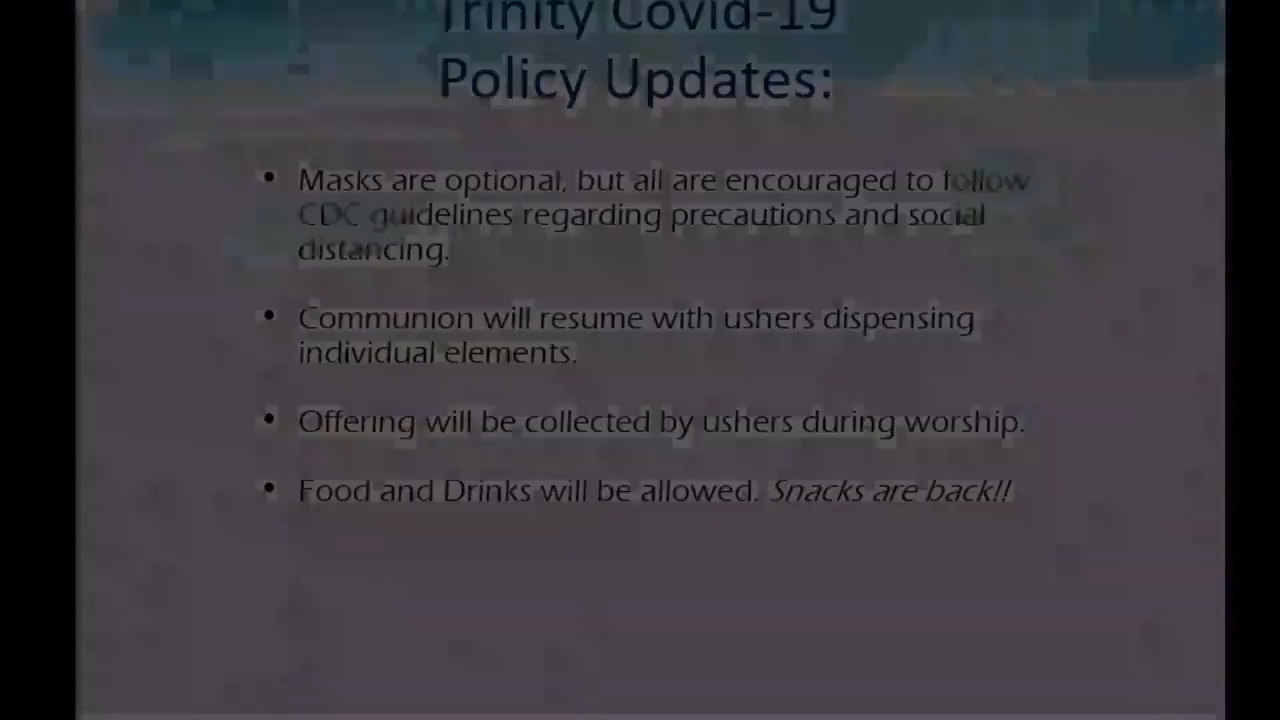 Trinity Covid-19
Policy Updates:
• Masks are optional, but all are encouraged to follow
CDC guidelines regarding precautions and social
distancing.
• Communion will resume with ushers dispensing
individual elements.
• Offering will be collected by ushers during worship.
• Food and Drinks will be allowed. Snacks are back!!